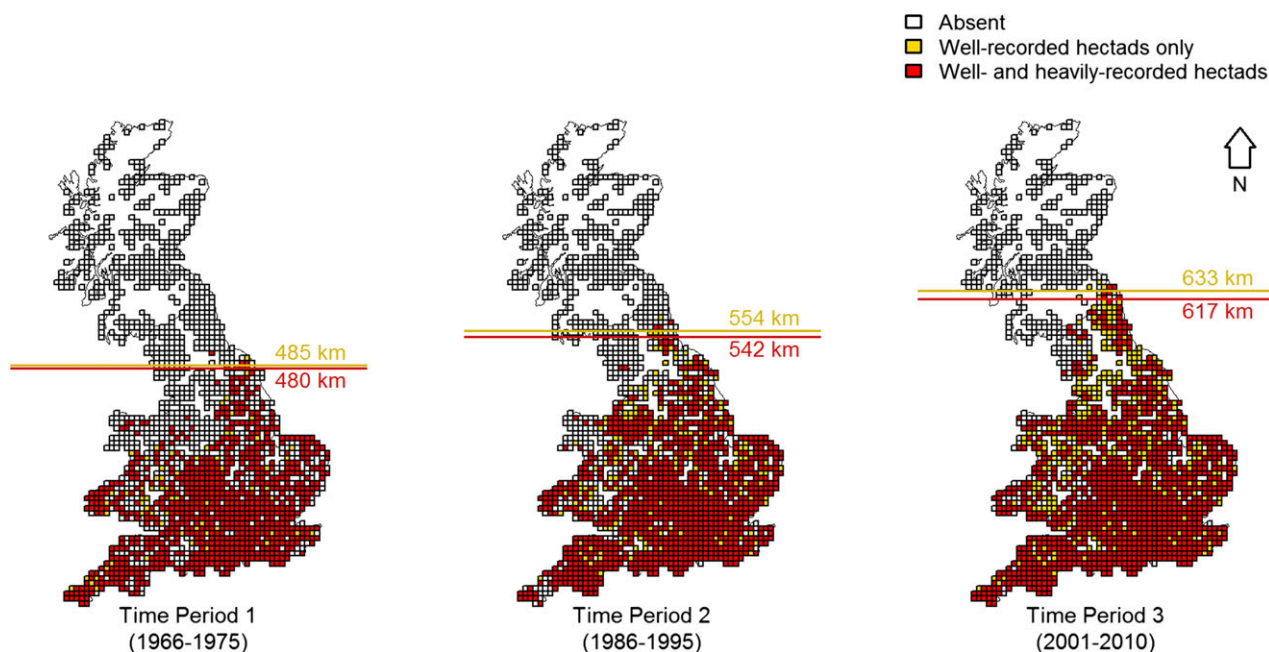 Absent
Well-recorded hectads only
Well- and heavily-recorded hectads
N
485 km
480 km
Time Period 1
(1966-1975)
554 km
542 km
Time Period 2
(1986-1995)
633 km
617 km
Time Period 3
(2001-2010)